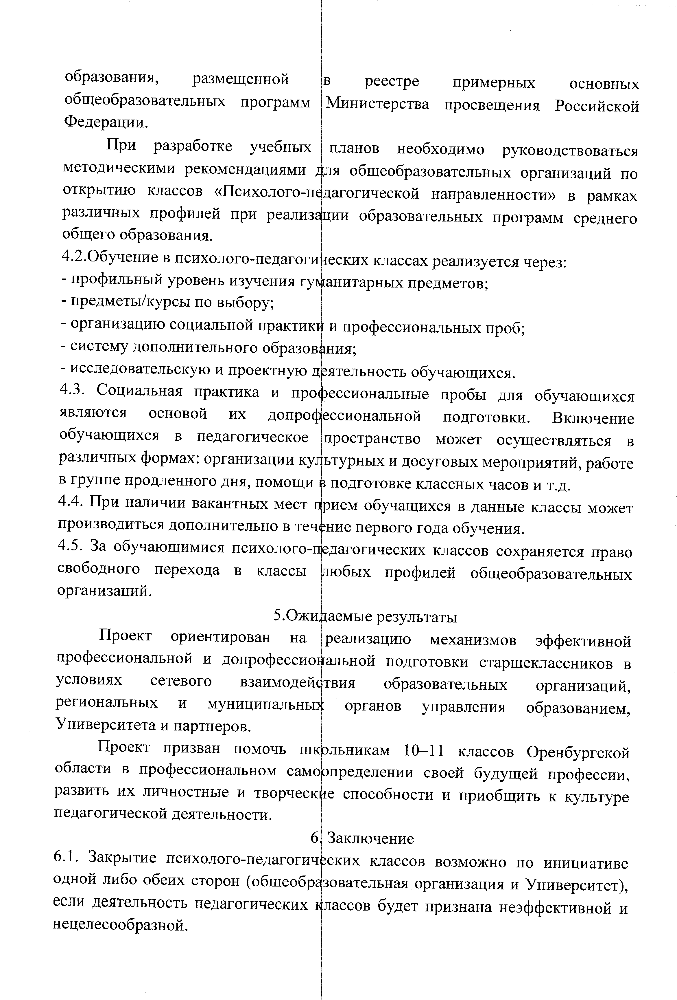 образования, размещенной в реестре примерных основных
общеобразовательных программ Министерства просвещения Российской
Федерации.
При разработке учебных планов необходимо руководствоваться
методическими рекомендациями для общеобразовательных организаций по
открытию классов «Психолого-педагогической направленности» в рамках
различных профилей при реализации образовательных программ среднего
общего образования.
4.2.Обучение в психолого-педагогических классах реализуется через:
- профильный уровень изучения гуманитарных предметов;
- предметы/курсы по выбору;
- организацию социальной практики и профессиональных проб;
- систему дополнительного образования;
- исследовательскую и проектную деятельность обучающихся.
4.3. Социальная практика и профессиональные пробы для обучающихся
являются основой их допрофессиональной подготовки. Включение
обучающихся в педагогическое пространство может осуществляться в
различных формах: организации культурных и досуговых мероприятий, работе
в группе продленного дня, помощи в подготовке классных часов и т.д.
4.4. При наличии вакантных мест прием обучащихся в данные классы может
производиться дополнительно в течение первого года обучения.
4.5. За обучающимися психолого-педагогических классов сохраняется право
свободного перехода в классы любых профилей общеобразовательных
организаций.
5.Ожидаемые результаты
Проект ориентирован на реализацию механизмов эффективной
профессиональной и допрофессиональной подготовки старшеклассников в
условиях сетевого взаимодействия образовательных организаций,
региональных и муниципальных органов управления образованием,
Университета и партнеров.
Проект призван помочь школьникам 10–11 классов Оренбургской
области в профессиональном самоопределении своей будущей профессии,
развить их личностные и творческие способности и приобщить к культуре
педагогической деятельности.
6. Заключение
6.1. Закрытие психолого-педагогических классов возможно по инициативе
одной либо обеих сторон (общеобразовательная организация и Университет),
если деятельность педагогических классов будет признана неэффективной и
нецелесообразной.